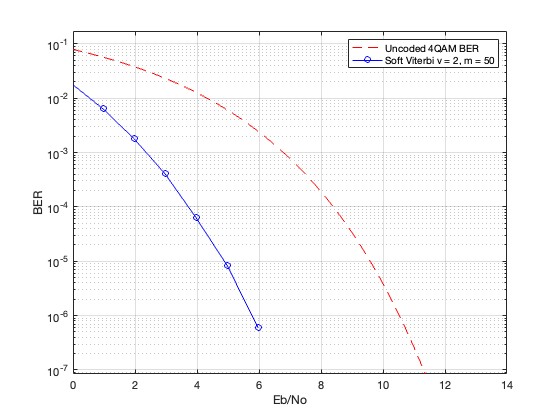 Uncoded 4QAM BER
Soft Viterbi v = 2, m = 50
10^-1
10^-2
10^-3
10^-4
10^-5
10^-6
10^-7
BER
0 2 4 6 8 10 12 14
Eb/No